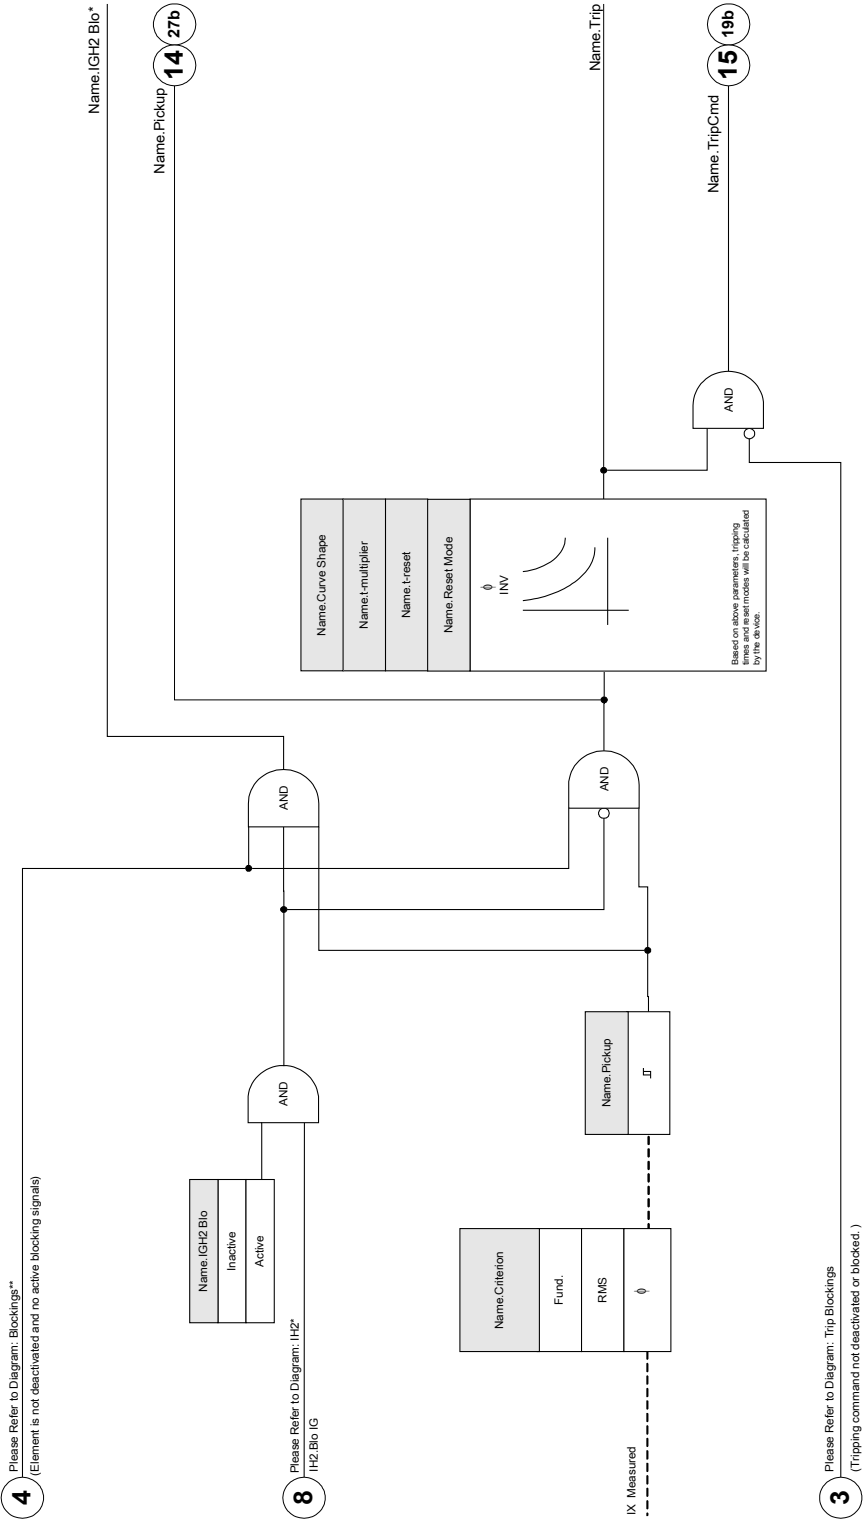 4
Please Refer to Diagram: Blockings**
(Element is not deactivated and no active blocking signals)
Name.IGH2 Blo*
Name.IGH2 Blo
Inactive
Active
AND
AND
Name.Pickup
14
27b
8
Please Refer to Diagram: IH2*
IH2.Blo IG
Name.Criterion
Fund.
RMS
ϕ
IX Measured
Name.Pickup
AND
Name.Curve Shape
Name.t-multiplier
Name.t-reset
Name.Reset Mode
ϕ
INV
Based on above parameters, tripping
times and reset modes will be calculated
by the device.
Name.Trip
AND
Name.TripCmd
15
19b
3
Please Refer to Diagram: Trip Blockings
(Tripping command not deactivated or blocked. )